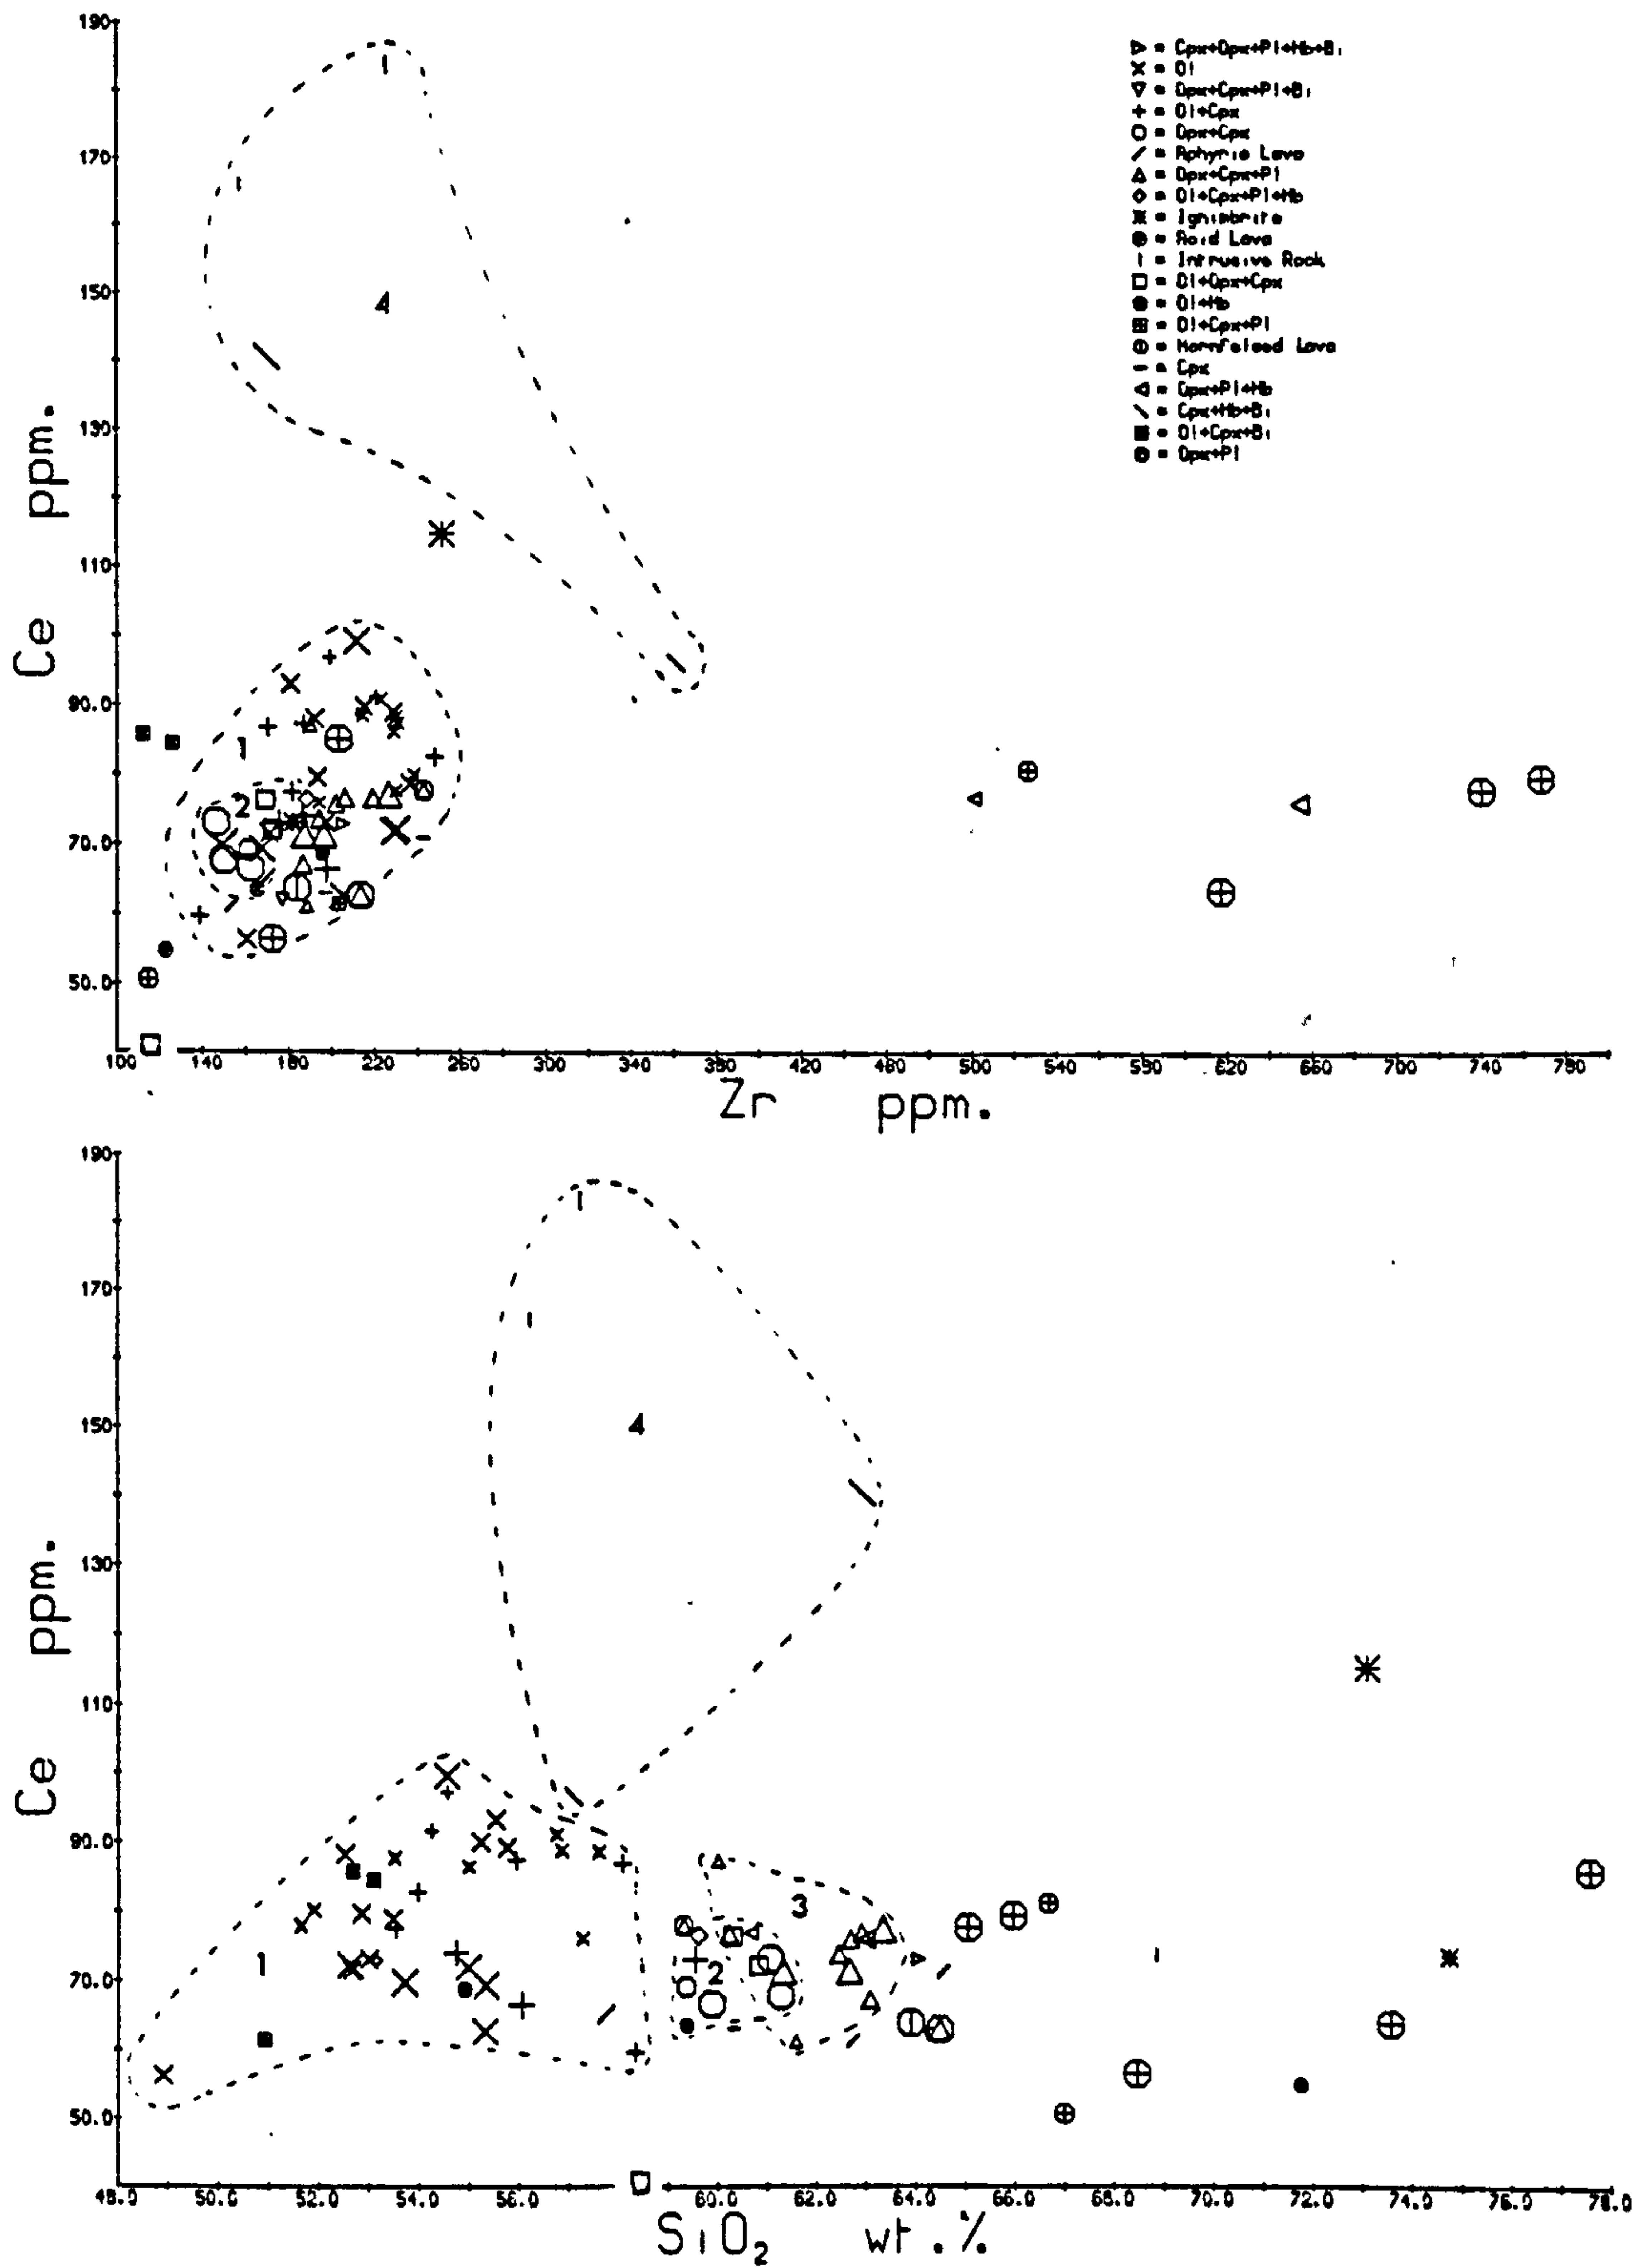 190
170
150
130
110
90.0
70.0
50.0
Ce ppm.
▷ = Cpx+Opx+Pl+Hb+Bi
× = Ol
▽ = Opx+Cpx+Pl+Bi
+ = Ol+Cpx
○ = Opx+Cpx
/ = Aphyric Lava
△ = Opx+Cpx+Pl
◇ = Ol+Cpx+Pl+Hb
= Ignimbrite
= Acid Lava
| = Intrusive Rock
□ = Ol+Opx+Cpx
● = Ol+Hb
⊞ = Ol+Cpx+Pl
⊕ = Hornfelsed Lava
- = Cpx
◁ = Cpx+Pl+Hb
\ = Cpx+Hb+Bi
■ = Ol+Cpx+Bi
= Opx+Pl
4
1
2
100 140 180 220 260 300 340 380 420 460 500 540 590 620 660 700 740 780
Zr ppm.
190
170
150
130
110
90.0
70.0
50.0
Ce ppm.
4
3
1
2
48.0 50.0 52.0 54.0 56.0 60.0 62.0 64.0 66.0 68.0 70.0 72.0 74.0 76.0 78.0
SiO2 wt.%